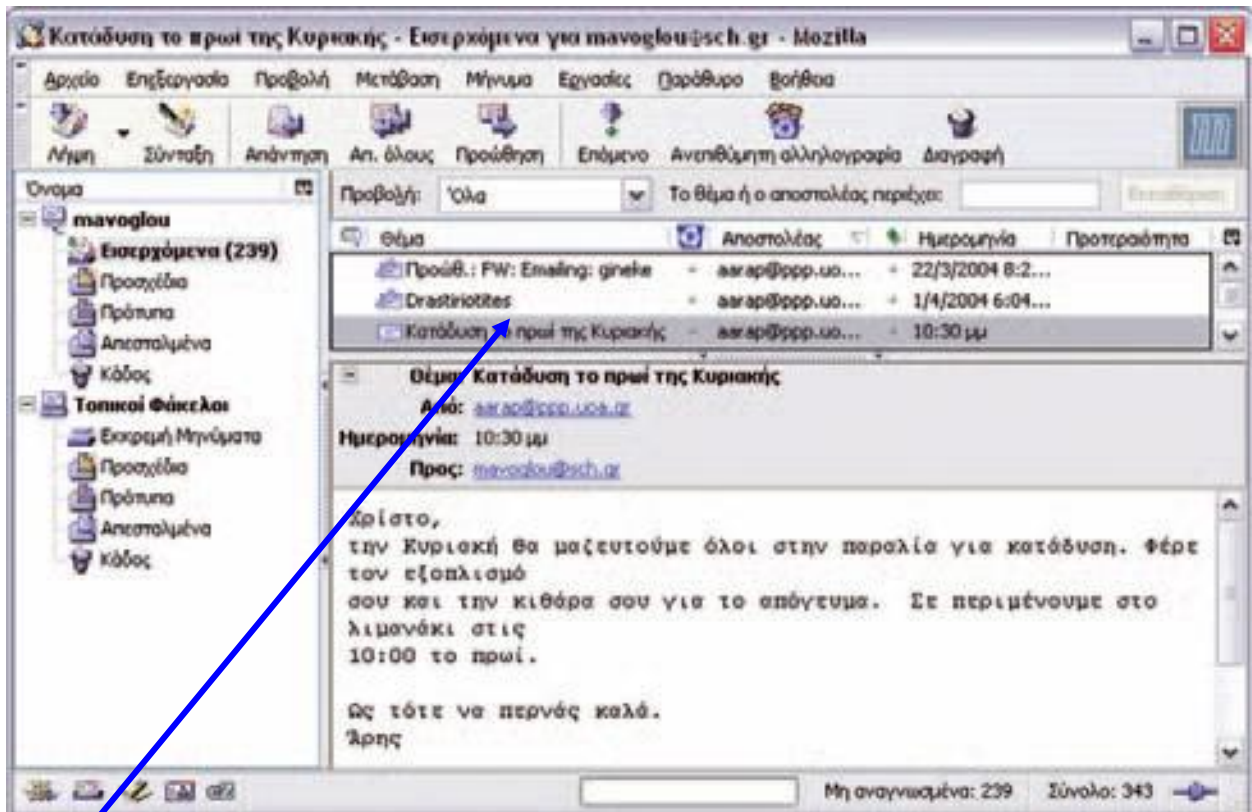 Κατάδυση το πρωί της Κυριακής - Εισερχόμενα για mavoglou@sch.gr - Mozilla
Αρχείο Επεξεργασία Προβολή Μετάβαση Μήνυμα Εργασίες Παράθυρο Βοήθεια
Λήψη Σύνταξη Απάντηση Απ. όλους Προώθηση Επόμενο Ανεπιθύμητη αλληλογραφία Διαγραφή
Όνομα
mavoglou
Εισερχόμενα (239)
Προσχέδια
Πρότυπα
Απεσταλμένα
Κάδος
Τοπικοί Φάκελοι
Εκκρεμή Μηνύματα
Προσχέδια
Πρότυπα
Απεσταλμένα
Κάδος
Προβολή: Όλα Το θέμα ή ο αποστολέας περιέχει:
Θέμα Αποστολέας Ημερομηνία Προτεραιότητα
Προώθ.: FW: Emailing: gineke aarap@ppp.uo... 22/3/2004 8:2...
Drastiriotites aarap@ppp.uo... 1/4/2004 6:04...
Κατάδυση το πρωί της Κυριακής aarap@ppp.uo... 10:30 μμ
Θέμα: Κατάδυση το πρωί της Κυριακής
Από: aarap@ppp.uoa.gr
Ημερομηνία: 10:30 μμ
Προς: mavoglou@sch.gr
Χρίστο,
την Κυριακή θα μαζευτούμε όλοι στην παραλία για κατάδυση. Φέρε
τον εξοπλισμό
σου και την κιθάρα σου για το απόγευμα. Σε περιμένουμε στο
λιμανάκι στις
10:00 το πρωί.
Ως τότε να περνάς καλά.
Άρης
Μη αναγνωσμένα: 239 Σύνολο: 343